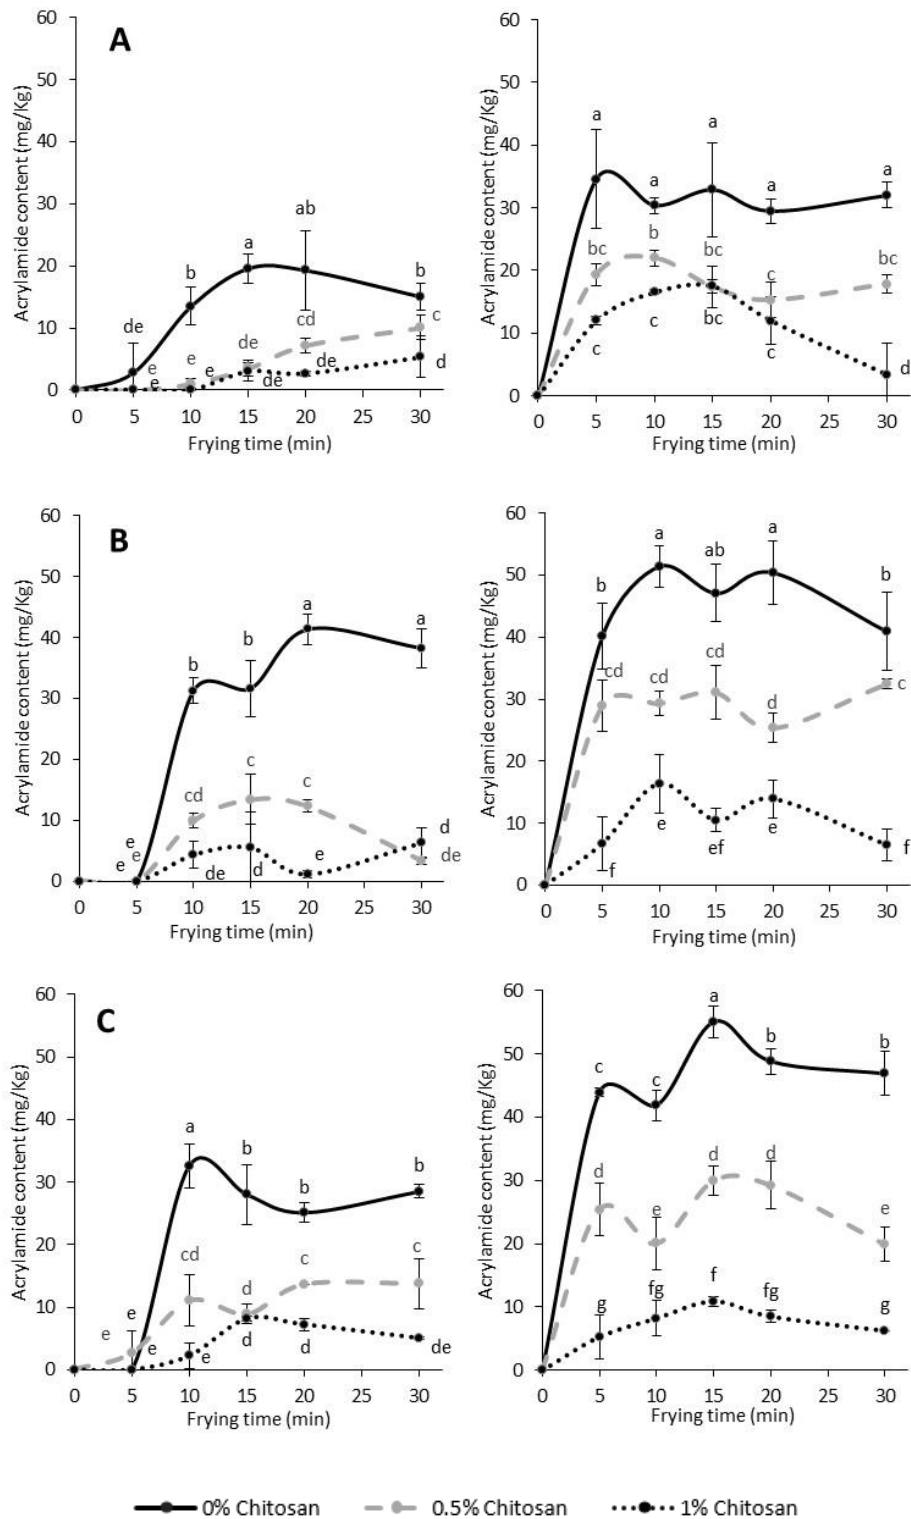 A
60
50
40
30
20
10
0
Acrylamide content (mg/Kg)
de e e
b e e
a de de
ab cd de
b c d
0 5 10 15 20 25 30
Frying time (min)
60
50
40
30
20
10
0
Acrylamide content (mg/Kg)
a bc c
a b c
a bc bc
a c c
a bc d
0 5 10 15 20 25 30
Frying time (min)
B
60
50
40
30
20
10
0
Acrylamide content (mg/Kg)
e e e
b cd de
b c d
a c e
a d de
0 5 10 15 20 25 30
Frying time (min)
60
50
40
30
20
10
0
Acrylamide content (mg/Kg)
b cd f
a cd e
ab cd ef
a d e
b c f
0 5 10 15 20 25 30
Frying time (min)
C
60
50
40
30
20
10
0
Acrylamide content (mg/Kg)
e e e
a cd e
b d d
b c d
b c de
0 5 10 15 20 25 30
Frying time (min)
60
50
40
30
20
10
0
Acrylamide content (mg/Kg)
c d g
c e fg
a d f
b d fg
b e g
0 5 10 15 20 25 30
Frying time (min)
0% Chitosan 0.5% Chitosan 1% Chitosan